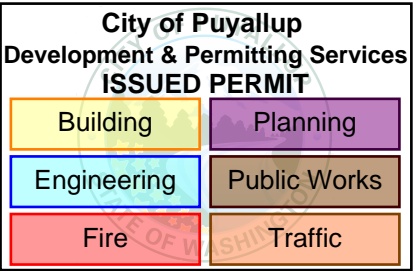 City of Puyallup
Development & Permitting Services
ISSUED PERMIT
Building Planning
Engineering Public Works
Fire Traffic